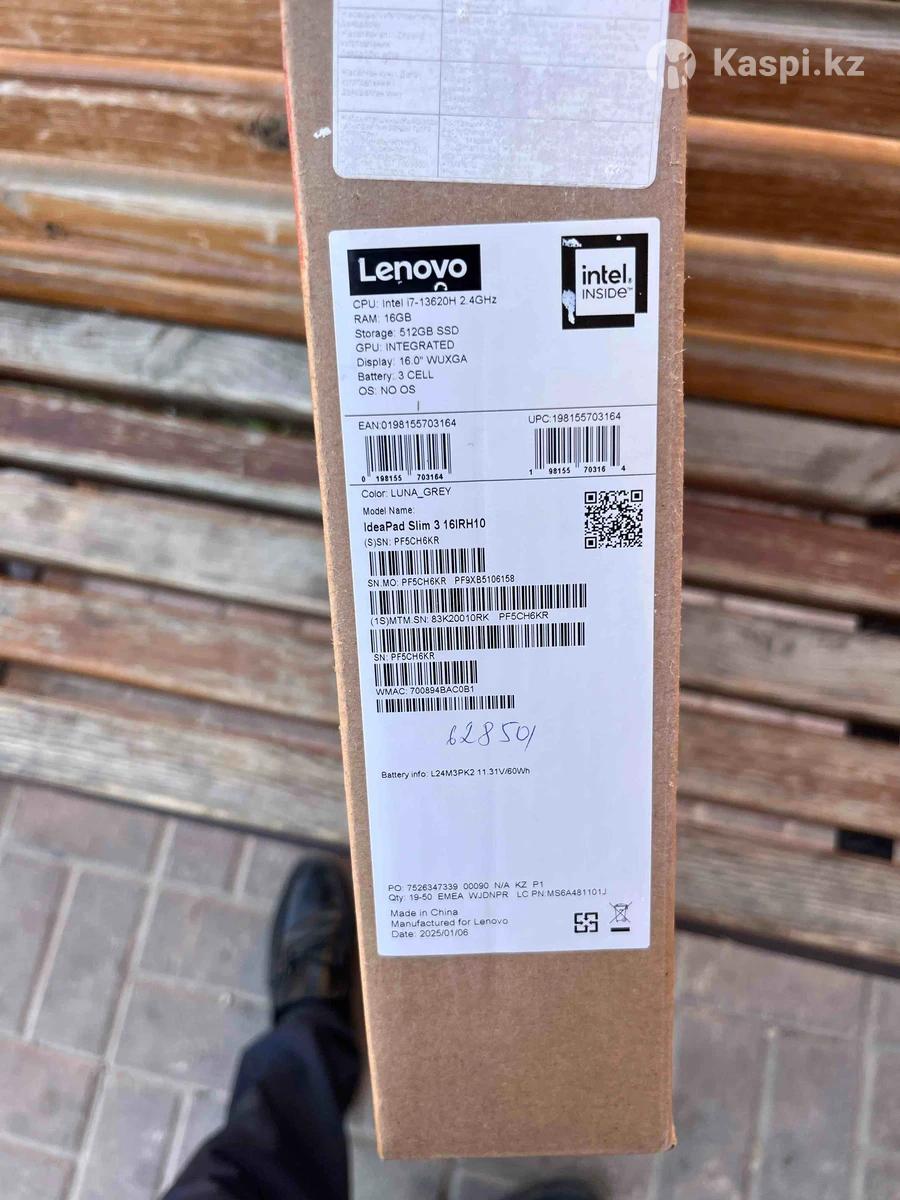 Kaspi.kz
Lenovo
intel.
INSIDE™
CPU: Intel i7-13620H 2.4GHz
RAM: 16GB
Storage: 512GB SSD
GPU: INTEGRATED
Display: 16.0" WUXGA
Battery: 3 CELL
OS: NO OS
EAN:0198155703164
UPC:198155703164
0 198155 703164
1 98155 70316 4
Color: LUNA_GREY
Model Name:
IdeaPad Slim 3 16IRH10
(S)SN: PF5CH6KR
SN.MO: PF5CH6KR PF9XB5106158
(1S)MTM.SN: 83K20010RK PF5CH6KR
SN: PF5CH6KR
WMAC: 700894BAC0B1
Battery info: L24M3PK2 11.31V/60Wh
PO: 7526347339 00090 N/A KZ P1
Qty: 19-50 EMEA WJDNPR LC PN:MS6A481101J
Made in China
Manufactured for Lenovo
Date: 2025/01/06